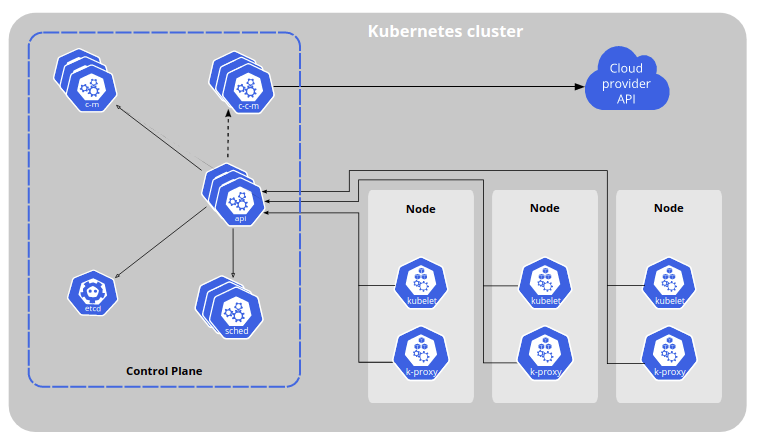 Kubernetes cluster
c-m
c-c-m
Cloud
provider
API
api
Node
Node
Node
etcd
sched
kubelet
kubelet
kubelet
k-proxy
k-proxy
k-proxy
Control Plane